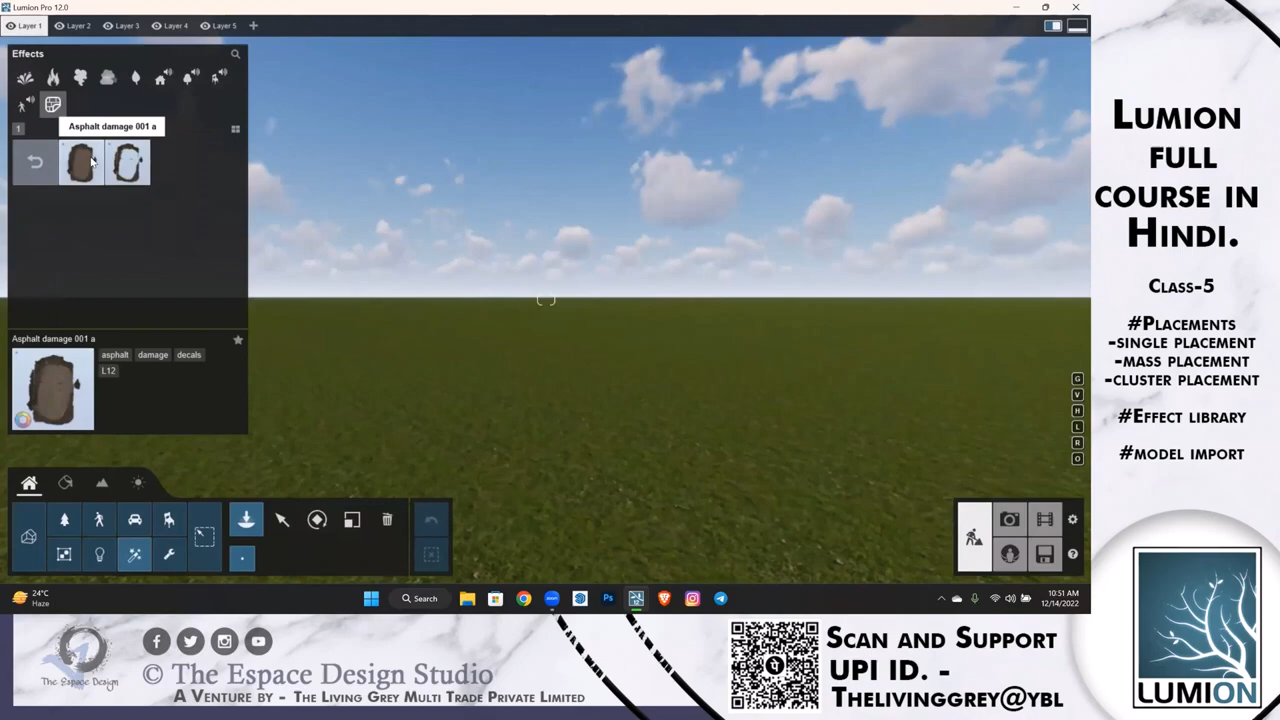 Lumion Pro 12.0
Layer 1
Layer 2
Layer 3
Layer 4
Layer 5
Effects
1
Asphalt damage 001 a
Asphalt damage 001 a
asphalt
damage
decals
L12
G
V
H
L
R
O
24°C
Haze
Search
10:51 AM
12/14/2022
Lumion
full
course in
Hindi.
Class-5
#Placements
-single placement
-mass placement
-cluster placement
#Effect library
#model import
The Espace Design
© The Espace Design Studio
A Venture by - The Living Grey Multi Trade Private Limited
Scan and Support
UPI ID. -
Thelivinggrey@ybl
LUMION